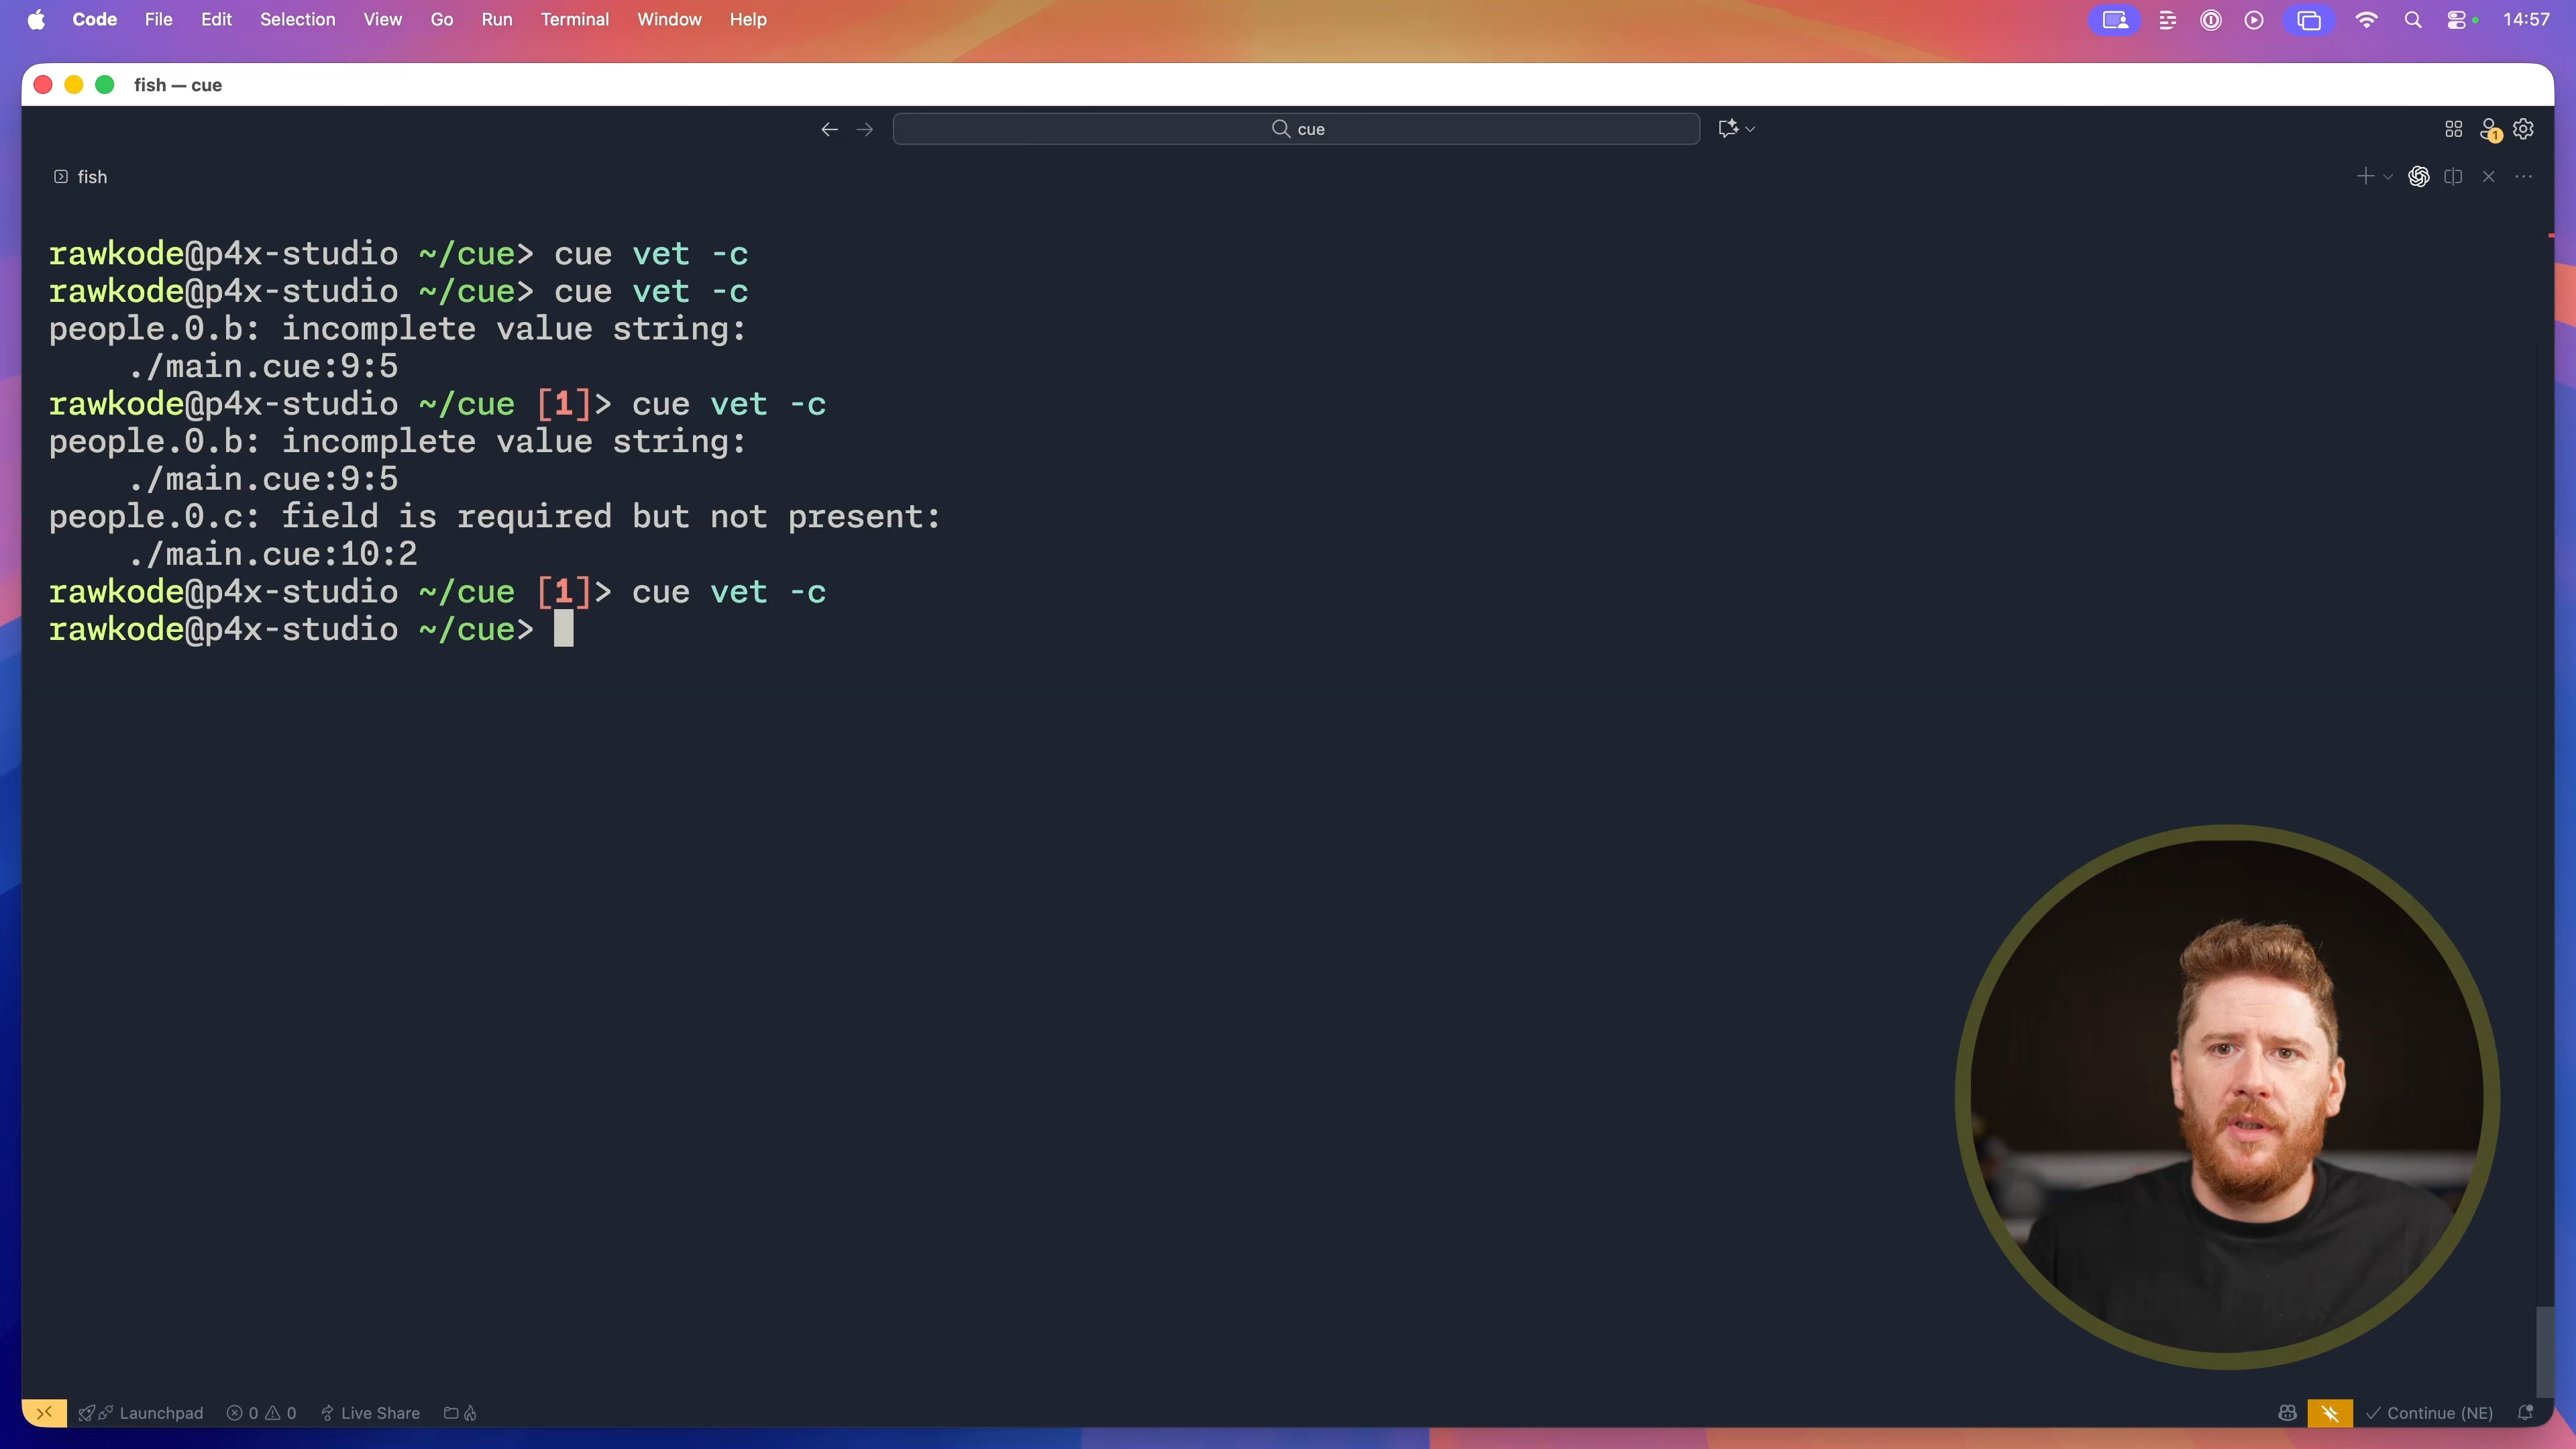 Code File Edit Selection View Go Run Terminal Window Help 14:57
fish — cue
cue
1
fish
rawkode@p4x-studio ~/cue> cue vet -c
rawkode@p4x-studio ~/cue> cue vet -c
people.0.b: incomplete value string:
    ./main.cue:9:5
rawkode@p4x-studio ~/cue [1]> cue vet -c
people.0.b: incomplete value string:
    ./main.cue:9:5
people.0.c: field is required but not present:
    ./main.cue:10:2
rawkode@p4x-studio ~/cue [1]> cue vet -c
rawkode@p4x-studio ~/cue>
Launchpad 0 0 Live Share Continue (NE)